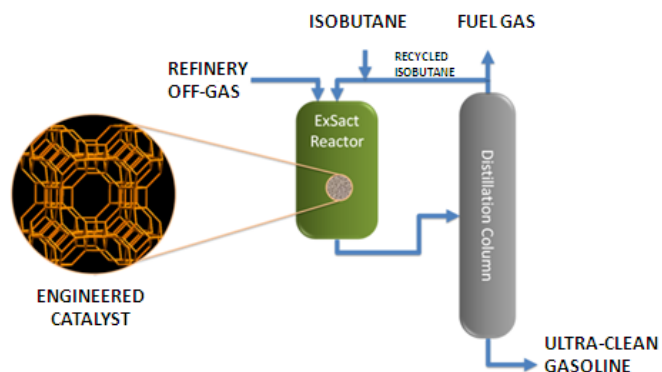 ISOBUTANE
FUEL GAS
RECYCLED
ISOBUTANE
REFINERY
OFF-GAS
ExSact
Reactor
Distillation Column
ENGINEERED
CATALYST
ULTRA-CLEAN
GASOLINE